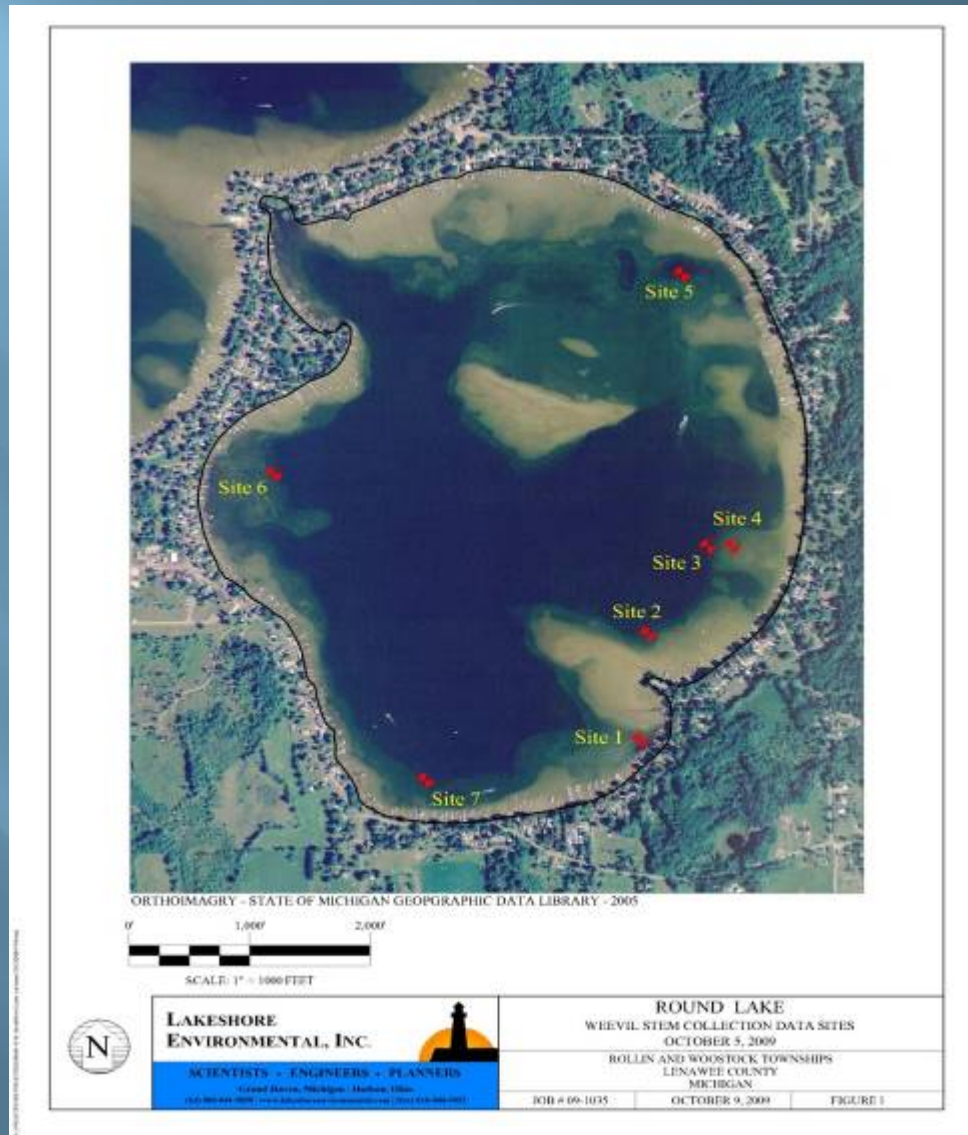 Site 5
Site 6
Site 4
Site 3
Site 2
Site 1
Site 7
ORTHOIMAGRY - STATE OF MICHIGAN GEOPGRAPHIC DATA LIBRARY - 2005
0' 1,000' 2,000'
SCALE: 1" = 1000 FEET
N
LAKESHORE
ENVIRONMENTAL, INC.
SCIENTISTS - ENGINEERS - PLANNERS
Grand Haven, Michigan
ROUND LAKE
WEEVIL STEM COLLECTION DATA SITES
OCTOBER 5, 2009
ROLLIN AND WOOSTOCK TOWNSHIPS
LENAWEE COUNTY
MICHIGAN
JOB # 09-1035
OCTOBER 9, 2009
FIGURE 1